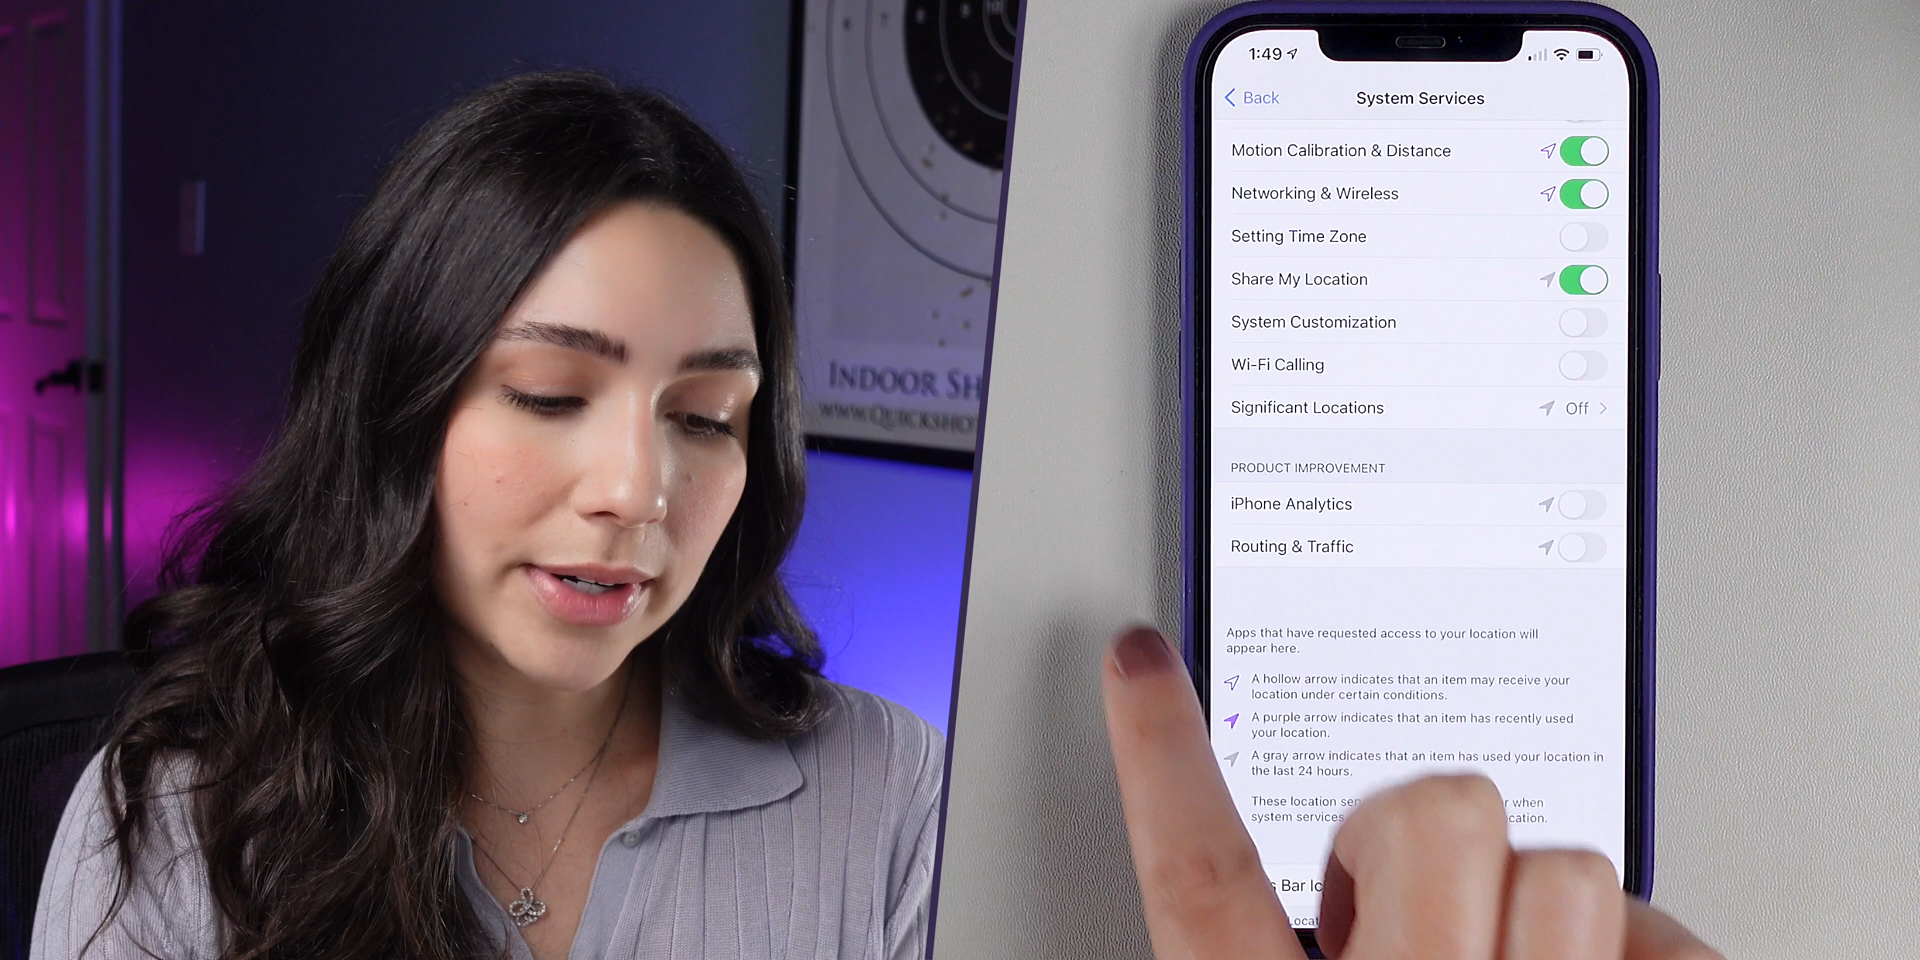 INDOOR SH
WWW.QUICKSHO
1:49
Back
System Services
Motion Calibration & Distance
Networking & Wireless
Setting Time Zone
Share My Location
System Customization
Wi-Fi Calling
Significant Locations Off
PRODUCT IMPROVEMENT
iPhone Analytics
Routing & Traffic
Apps that have requested access to your location will
appear here.
A hollow arrow indicates that an item may receive your
location under certain conditions.
A purple arrow indicates that an item has recently used
your location.
A gray arrow indicates that an item has used your location in
the last 24 hours.
These location when
system services
Bar